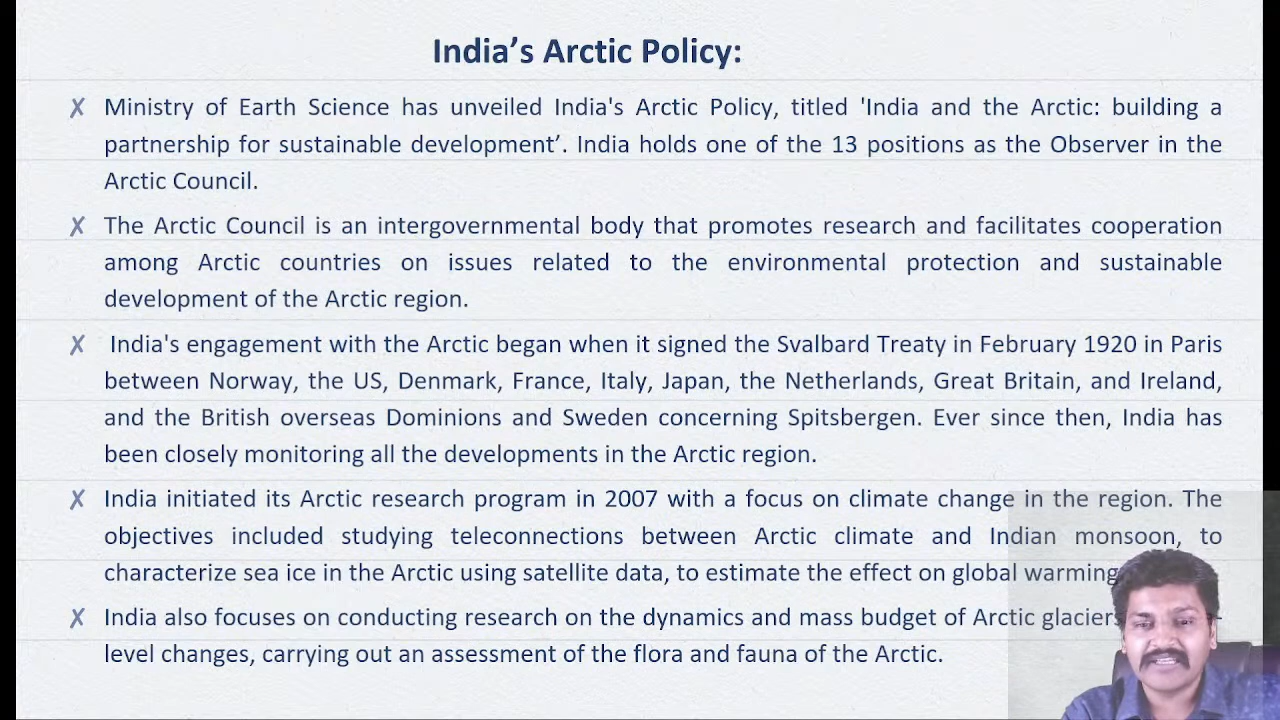 India’s Arctic Policy:
✗ Ministry of Earth Science has unveiled India's Arctic Policy, titled 'India and the Arctic: building a
partnership for sustainable development’. India holds one of the 13 positions as the Observer in the
Arctic Council.
✗ The Arctic Council is an intergovernmental body that promotes research and facilitates cooperation
among Arctic countries on issues related to the environmental protection and sustainable
development of the Arctic region.
✗ India's engagement with the Arctic began when it signed the Svalbard Treaty in February 1920 in Paris
between Norway, the US, Denmark, France, Italy, Japan, the Netherlands, Great Britain, and Ireland,
and the British overseas Dominions and Sweden concerning Spitsbergen. Ever since then, India has
been closely monitoring all the developments in the Arctic region.
✗ India initiated its Arctic research program in 2007 with a focus on climate change in the region. The
objectives included studying teleconnections between Arctic climate and Indian monsoon, to
characterize sea ice in the Arctic using satellite data, to estimate the effect on global warming
✗ India also focuses on conducting research on the dynamics and mass budget of Arctic glaciers
level changes, carrying out an assessment of the flora and fauna of the Arctic.